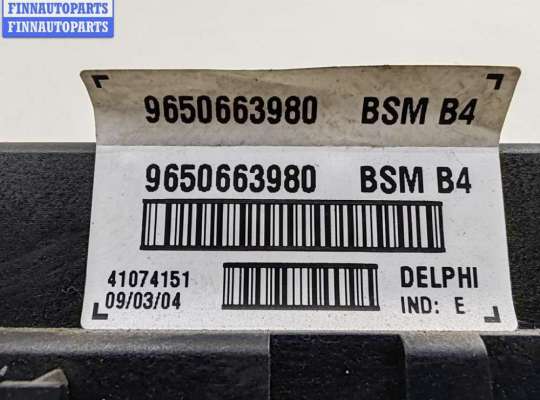 FINNAUTOPARTS
FINNAUTOPARTS
9650663980 BSM B4
9650663980 BSM B4
41074151 DELPHI
09/03/04 IND: E